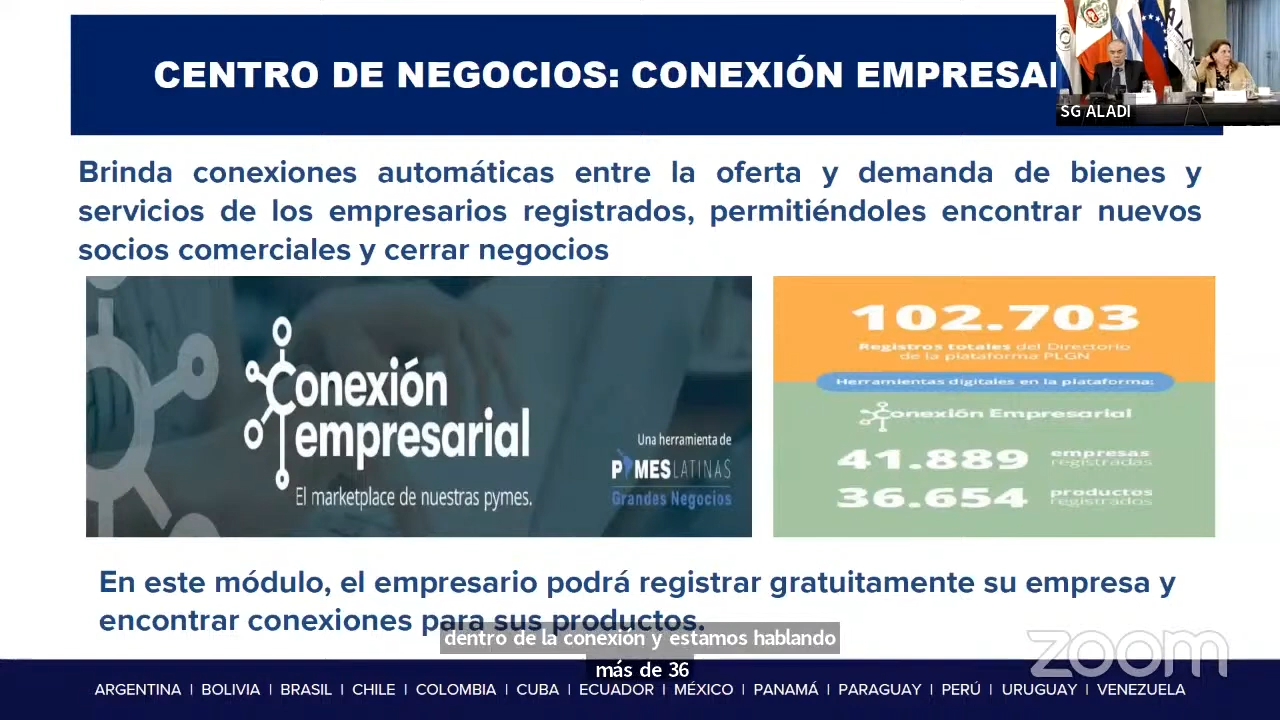 CENTRO DE NEGOCIOS: CONEXIÓN EMPRESA
SG ALADI
Brinda conexiones automáticas entre la oferta y demanda de bienes y
servicios de los empresarios registrados, permitiéndoles encontrar nuevos
socios comerciales y cerrar negocios
Conexión
empresarial
El marketplace de nuestras pymes.
Una herramienta de
PYMESLATINAS
Grandes Negocios
102.703
Registros totales del Directorio
de la plataforma PLGN
Herramientas digitales en la plataforma:
Conexión Empresarial
41.889 empresas registradas
36.654 productos registrados
En este módulo, el empresario podrá registrar gratuitamente su empresa y
encontrar conexiones para sus productos.
dentro de la conexión y estamos hablando
más de 36
zoom
ARGENTINA | BOLIVIA | BRASIL | CHILE | COLOMBIA | CUBA | ECUADOR | MÉXICO | PANAMÁ | PARAGUAY | PERÚ | URUGUAY | VENEZUELA